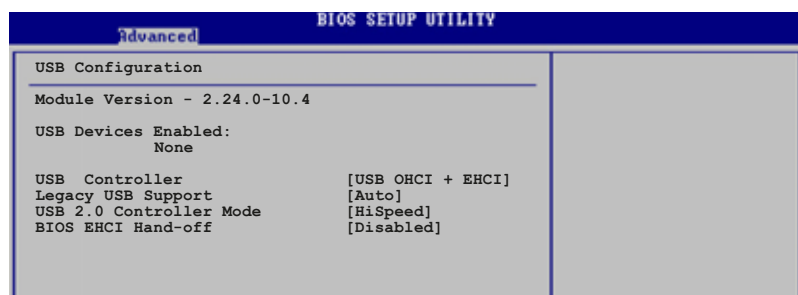 BIOS SETUP UTILITY
Advanced
USB Configuration
Module Version - 2.24.0-10.4
USB Devices Enabled:
None
USB Controller [USB OHCI + EHCI]
Legacy USB Support [Auto]
USB 2.0 Controller Mode [HiSpeed]
BIOS EHCI Hand-off [Disabled]